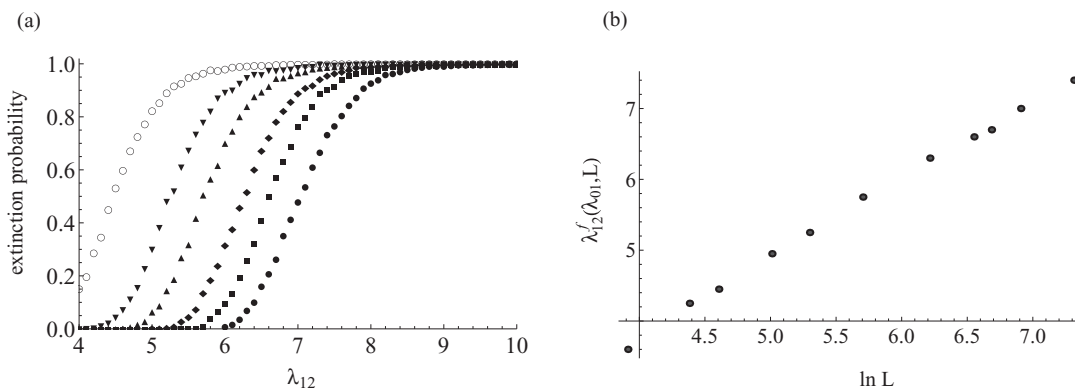 (a)
(b)
extinction probability
1.0
0.8
0.6
0.4
0.2
0.0
4 5 6 7 8 9 10
λ₁₂
λᶠ₁₂(λ₀₁,L)
7
6
5
4.5 5.0 5.5 6.0 6.5 7.0
ln L